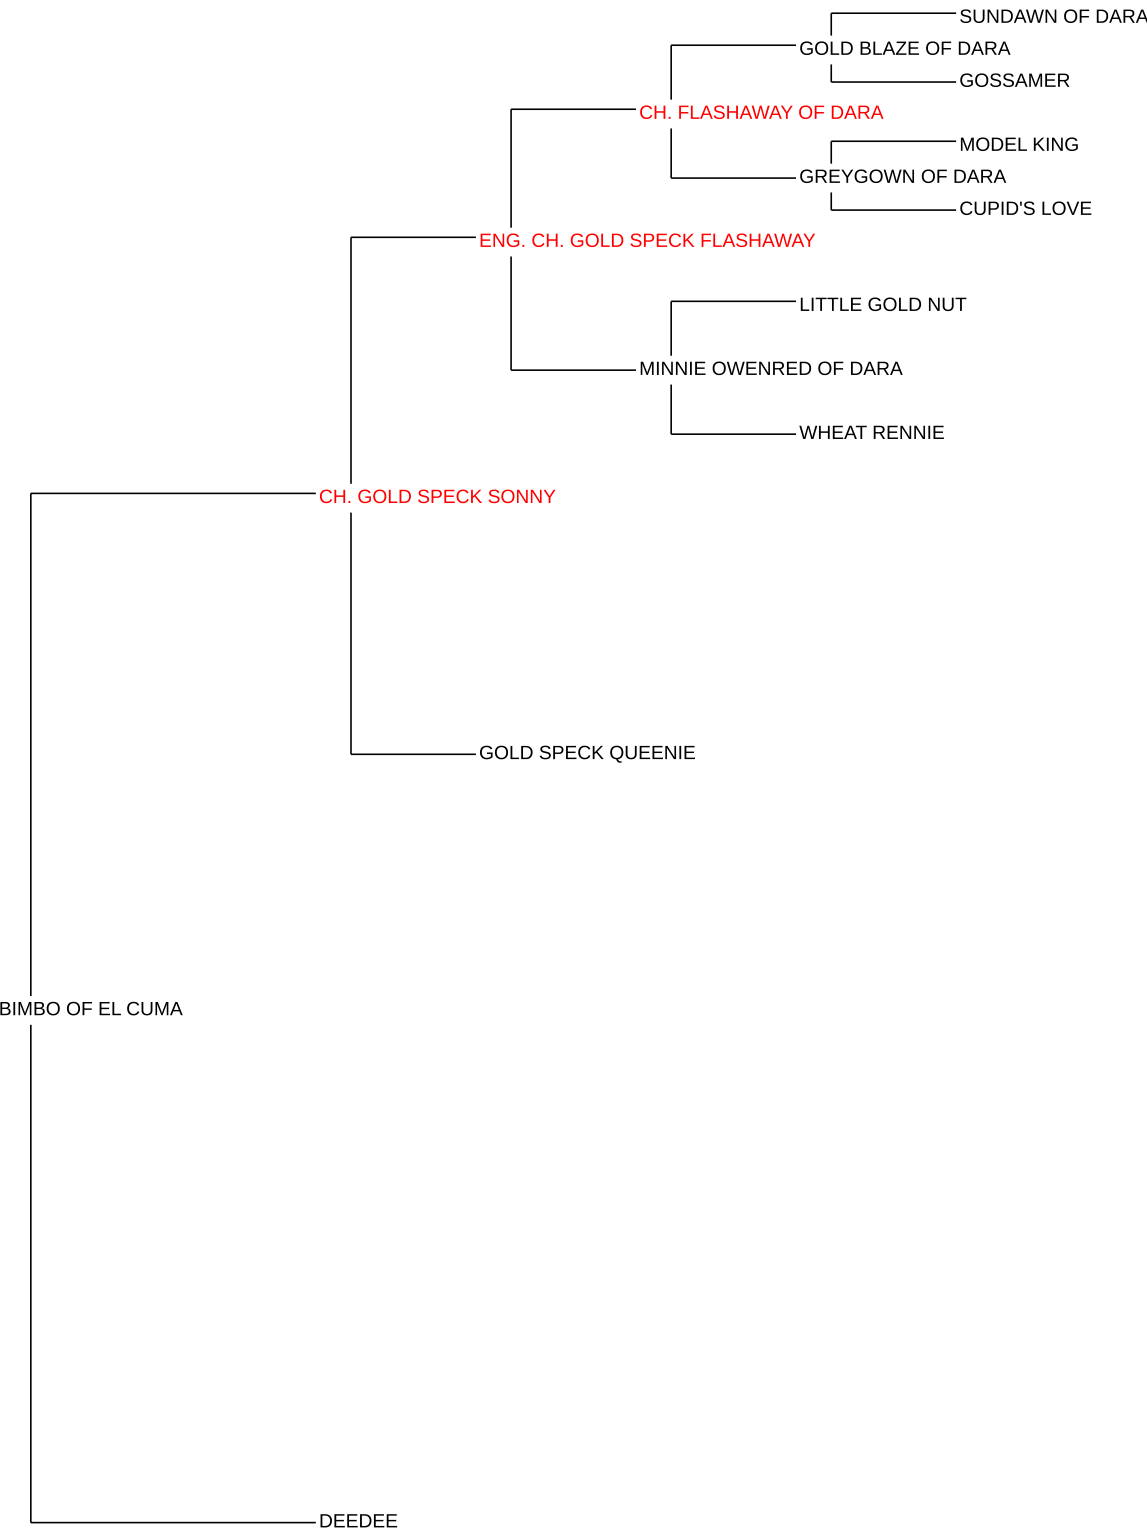 SUNDAWN OF DARA
GOLD BLAZE OF DARA
GOSSAMER
CH. FLASHAWAY OF DARA
MODEL KING
GREYGOWN OF DARA
CUPID'S LOVE
ENG. CH. GOLD SPECK FLASHAWAY
LITTLE GOLD NUT
MINNIE OWENRED OF DARA
WHEAT RENNIE
CH. GOLD SPECK SONNY
GOLD SPECK QUEENIE
BIMBO OF EL CUMA
DEEDEE